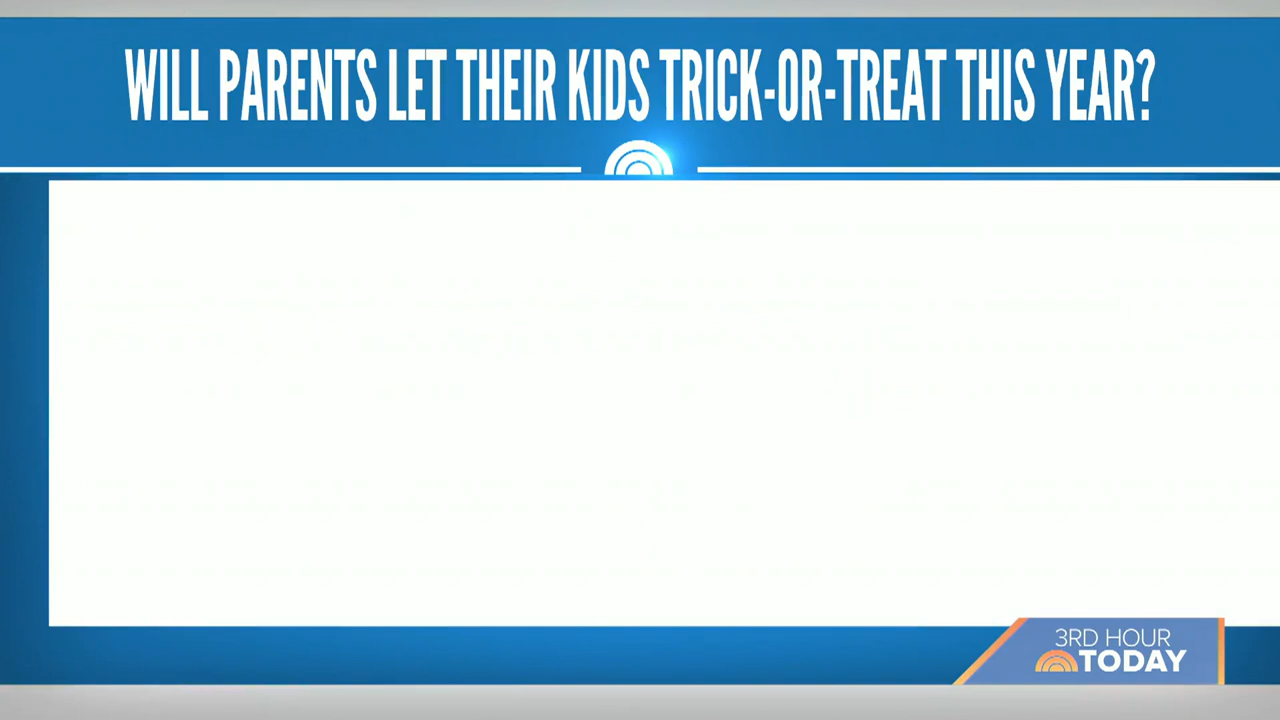 WILL PARENTS LET THEIR KIDS TRICK-OR-TREAT THIS YEAR?
3RD HOUR
TODAY